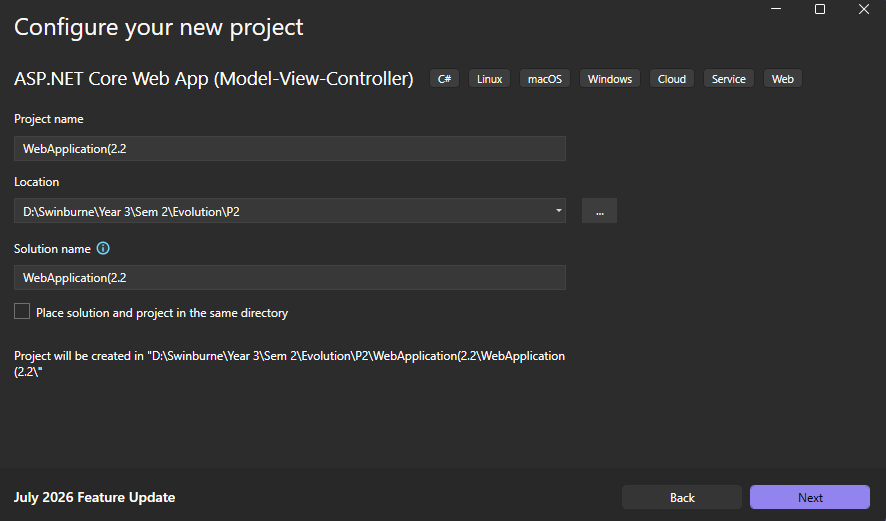 Configure your new project
ASP.NET Core Web App (Model-View-Controller) C# Linux macOS Windows Cloud Service Web
Project name
WebApplication(2.2
Location
D:\Swinburne\Year 3\Sem 2\Evolution\P2
...
Solution name
WebApplication(2.2
Place solution and project in the same directory
Project will be created in "D:\Swinburne\Year 3\Sem 2\Evolution\P2\WebApplication(2.2\WebApplication
(2.2\"
July 2026 Feature Update Back Next